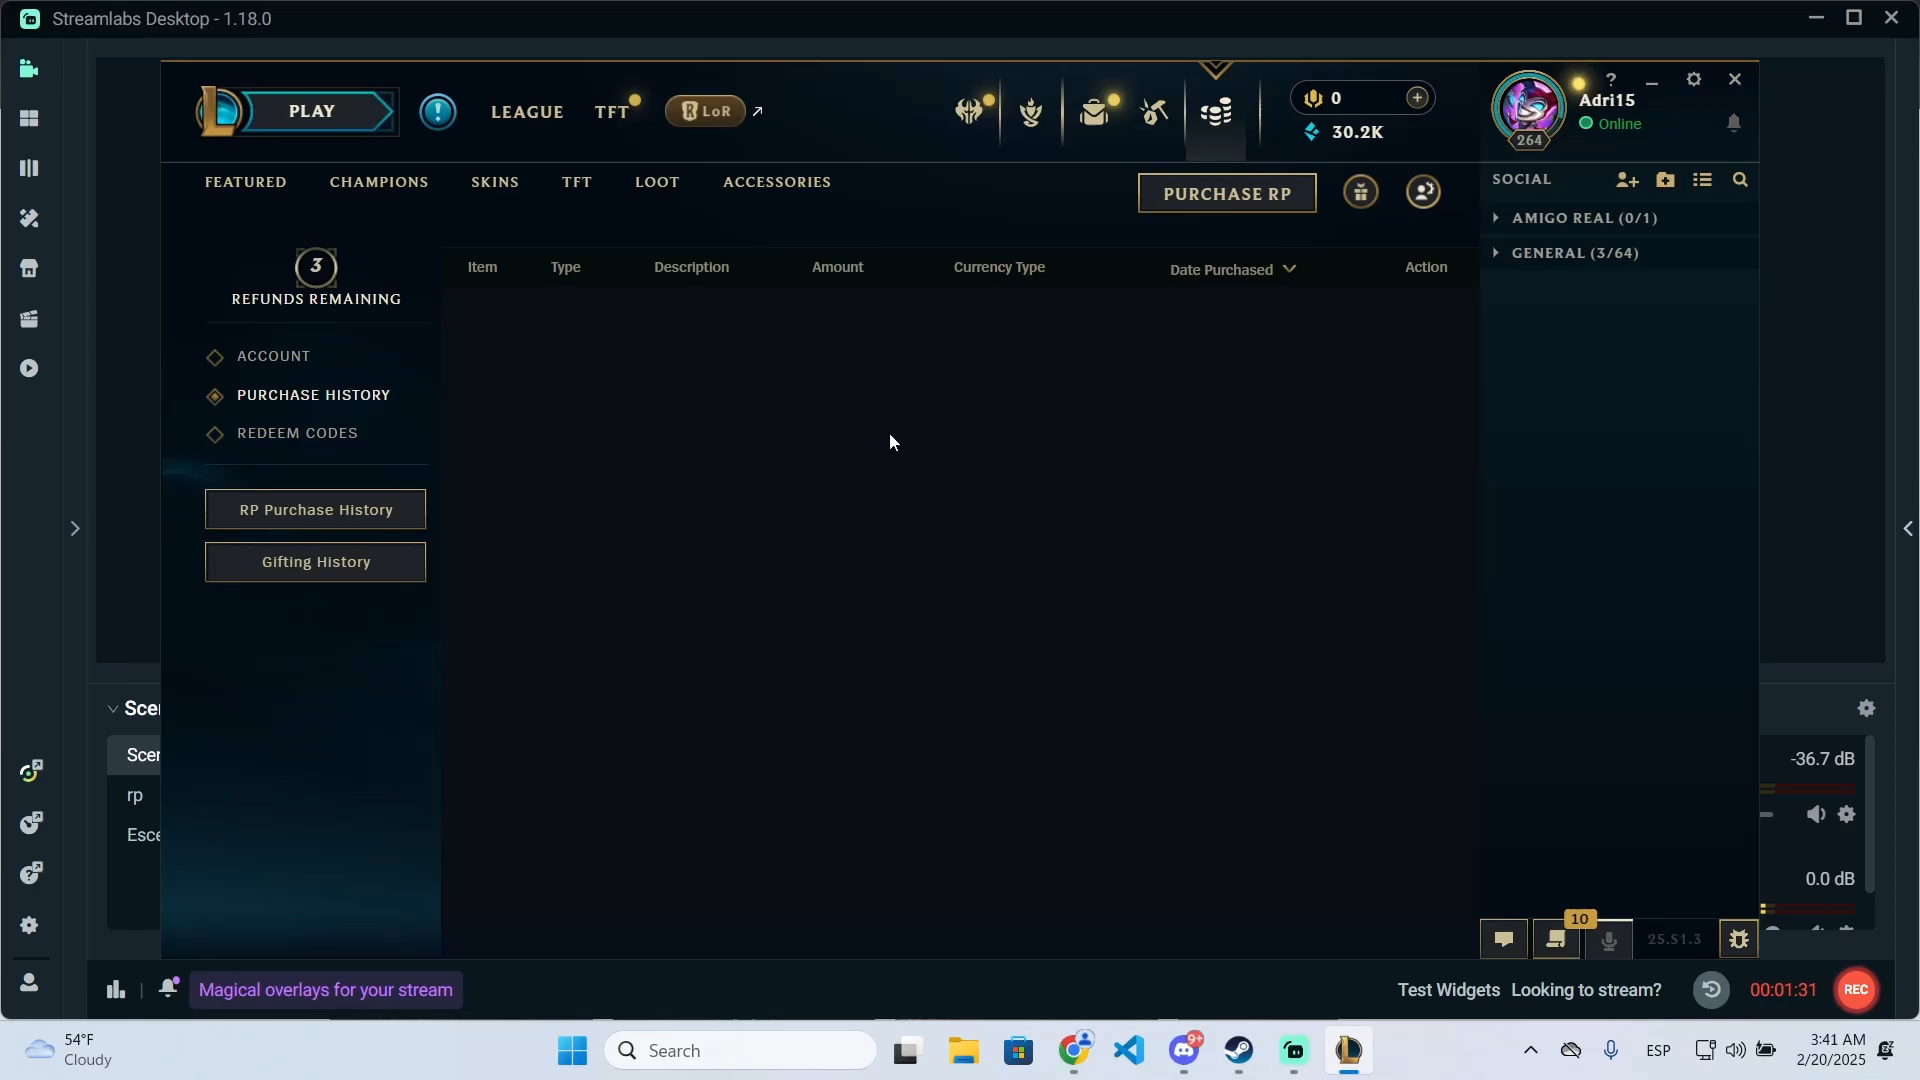 Streamlabs Desktop - 1.18.0
PLAY
LEAGUE
TFT
LoR
0
30.2K
264
Adri15
Online
FEATURED
CHAMPIONS
SKINS
TFT
LOOT
ACCESSORIES
PURCHASE RP
SOCIAL
AMIGO REAL (0/1)
GENERAL (3/64)
3
REFUNDS REMAINING
ACCOUNT
PURCHASE HISTORY
REDEEM CODES
RP Purchase History
Gifting History
Item Type Description Amount Currency Type Date Purchased Action
Scer
Scer
rp
Esce
-36.7 dB
0.0 dB
10
25.S1.3
Magical overlays for your stream
Test Widgets Looking to stream?
00:01:31
REC
54°F
Cloudy
Search
9+
ESP
3:41 AM
2/20/2025